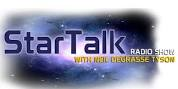 StarTalk
RADIO SHOW
WITH NEIL DEGRASSE TYSON